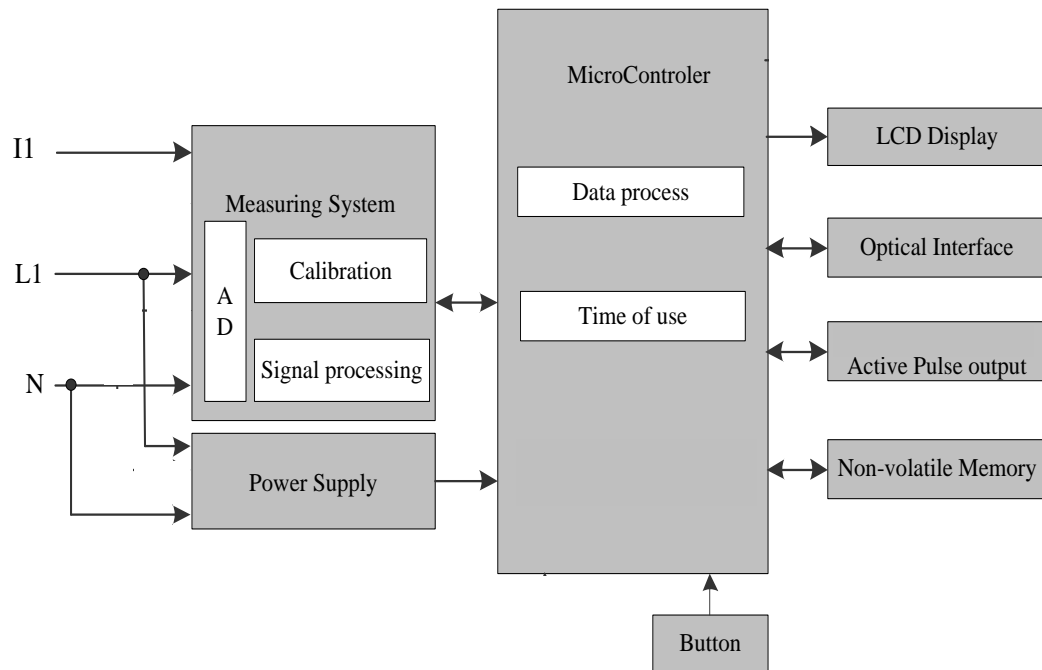 MicroControler
I1
LCD Display
Measuring System
Data process
L1
Calibration
Optical Interface
A
D
Time of use
N
Signal processing
Active Pulse output
Power Supply
Non-volatile Memory
Button